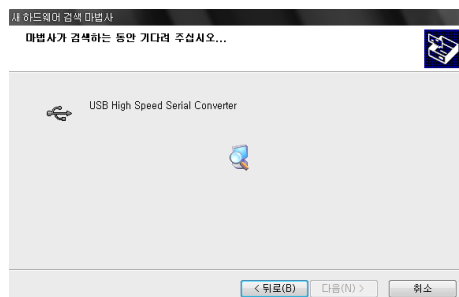 새 하드웨어 검색 마법사
마법사가 검색하는 동안 기다려 주십시오...
USB High Speed Serial Converter
< 뒤로(B)
다음(N) >
취소